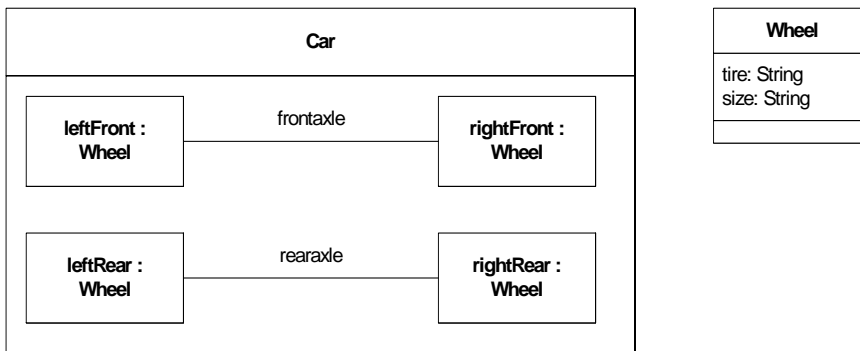 Car
leftFront :
Wheel
frontaxle
rightFront :
Wheel
leftRear :
Wheel
rearaxle
rightRear :
Wheel
Wheel
tire: String
size: String